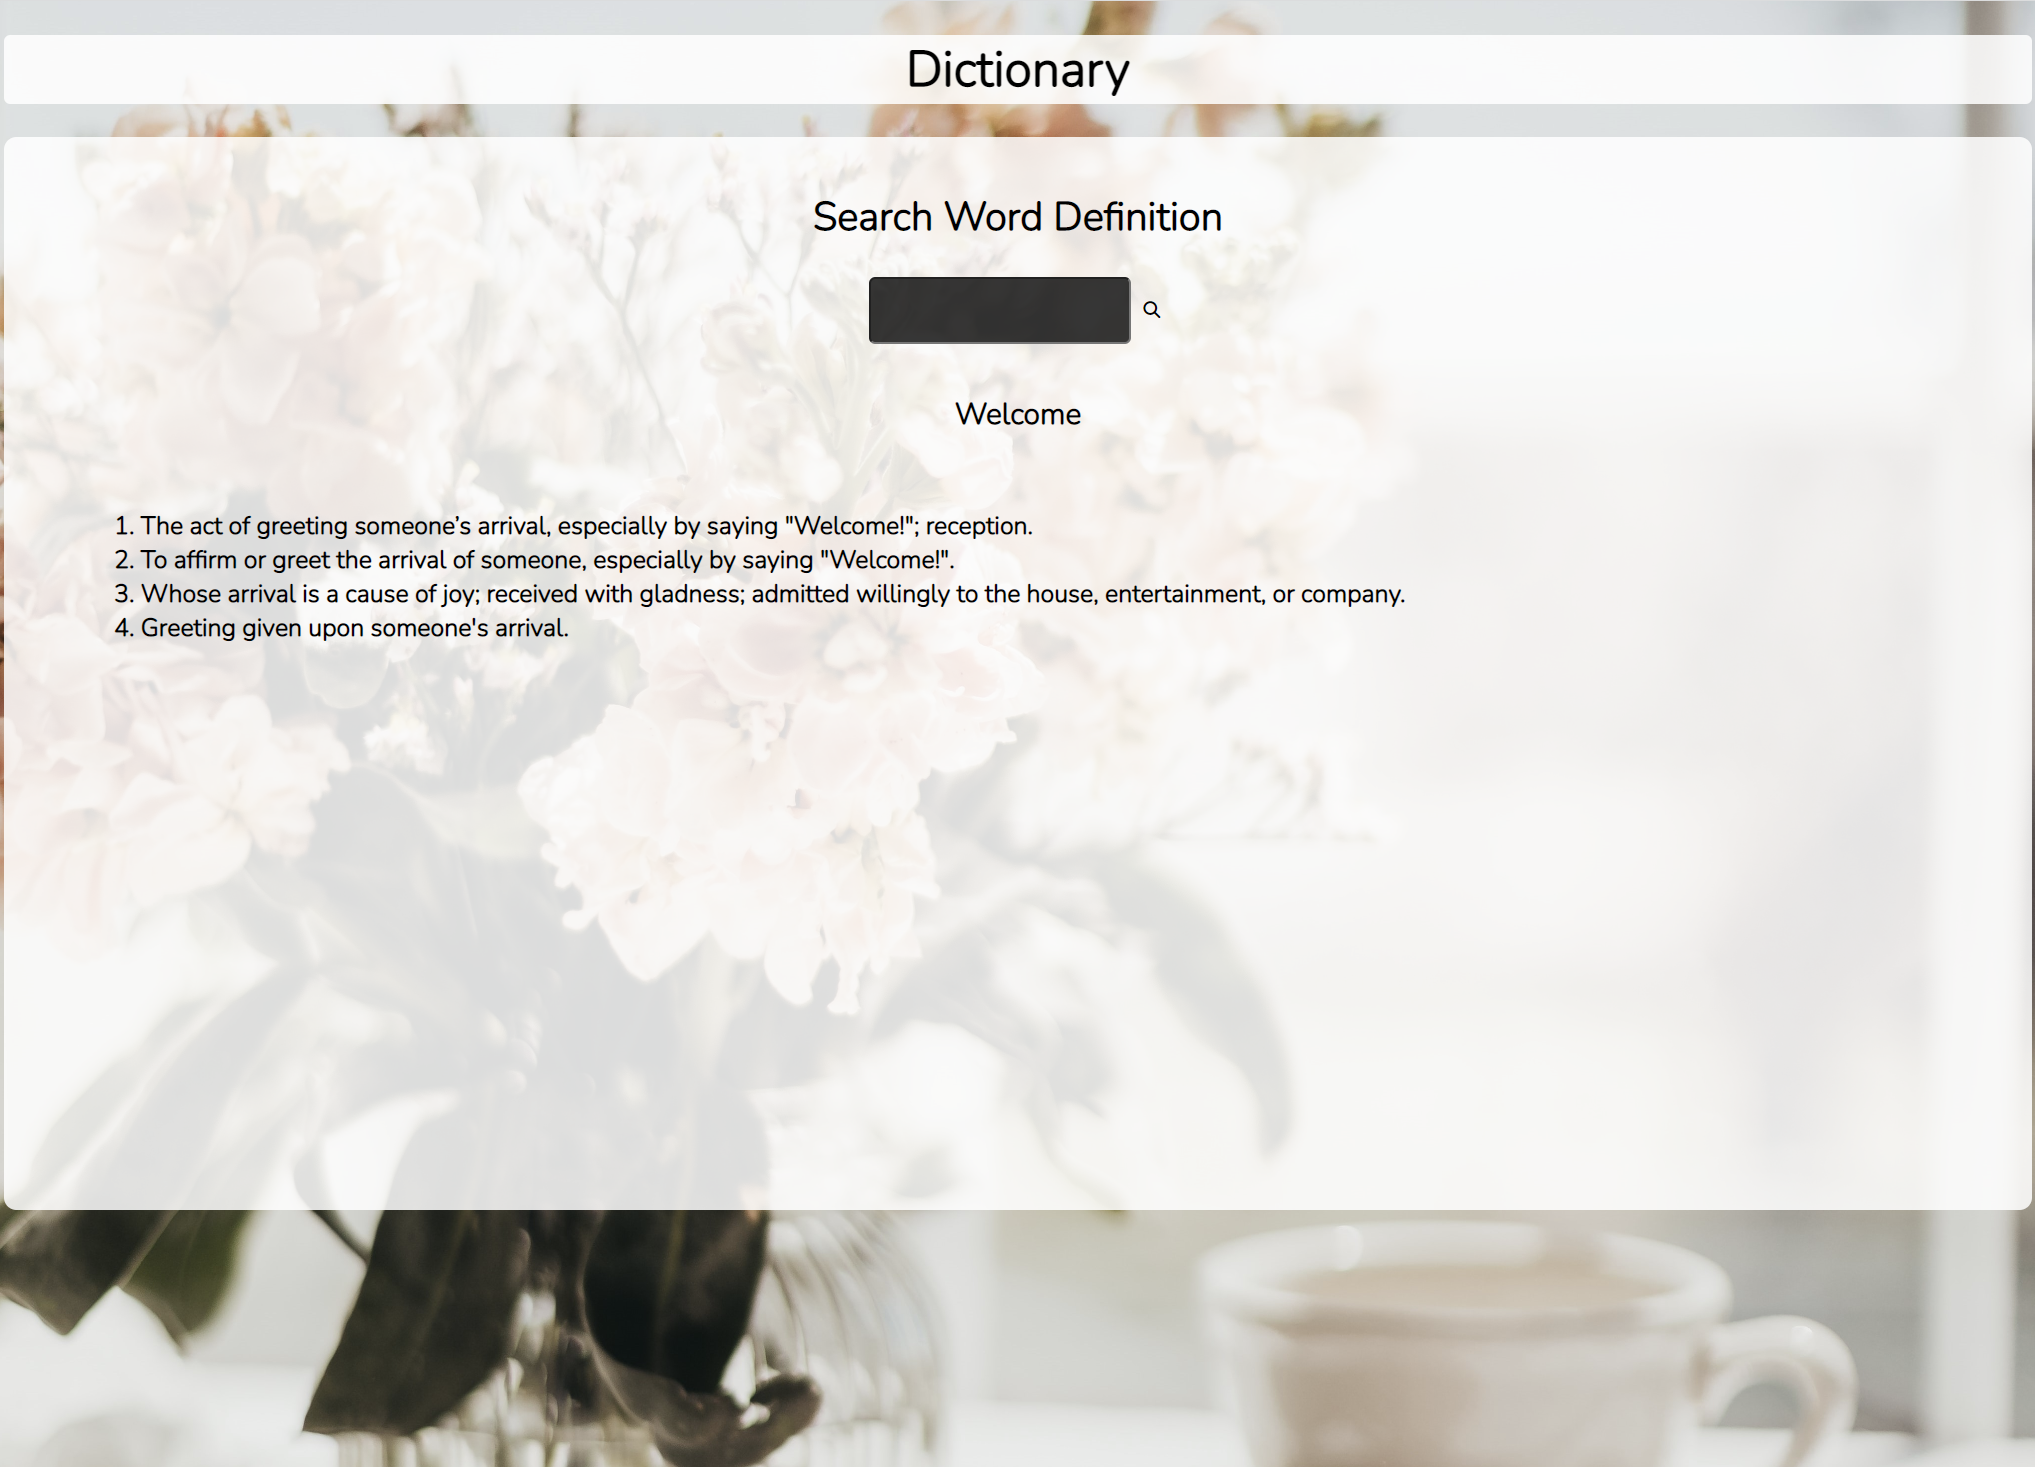 Dictionary
Search Word Definition
Welcome
1. The act of greeting someone’s arrival, especially by saying "Welcome!"; reception.
2. To affirm or greet the arrival of someone, especially by saying "Welcome!".
3. Whose arrival is a cause of joy; received with gladness; admitted willingly to the house, entertainment, or company.
4. Greeting given upon someone's arrival.